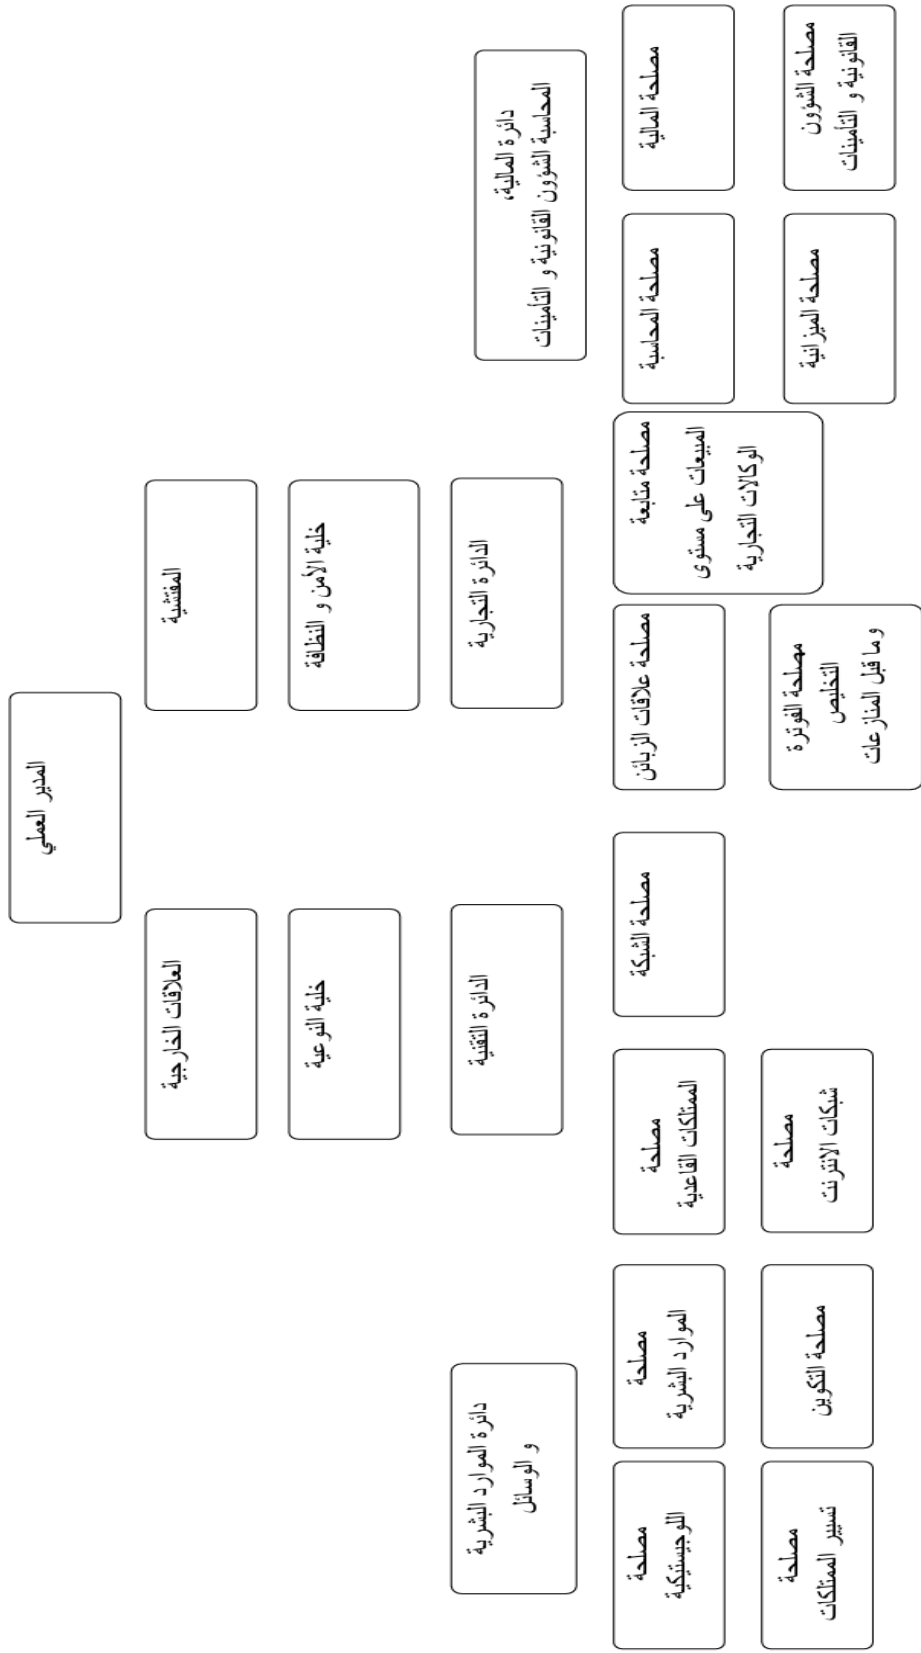 المدير العملي
المفتشية
العلاقات الخارجية
خلية الأمن و النظافة
خلية النوعية
دائرة المالية،
المحاسبة الشؤون القانونية و التأمينات
الدائرة التجارية
الدائرة التقنية
دائرة الموارد البشرية
و الوسائل
مصلحة المالية
مصلحة المحاسبة
مصلحة متابعة
المبيعات على مستوى
الوكالات التجارية
مصلحة علاقات الزبائن
مصلحة الشبكة
مصلحة
الممتلكات القاعدية
مصلحة
الموارد البشرية
مصلحة
اللوجيستيكية
مصلحة الشؤون
القانونية و التأمينات
مصلحة الميزانية
مصلحة الفوترة
التخليص
و ما قبل المنازعات
مصلحة
شبكات الانترنت
مصلحة التكوين
مصلحة
تسيير الممتلكات